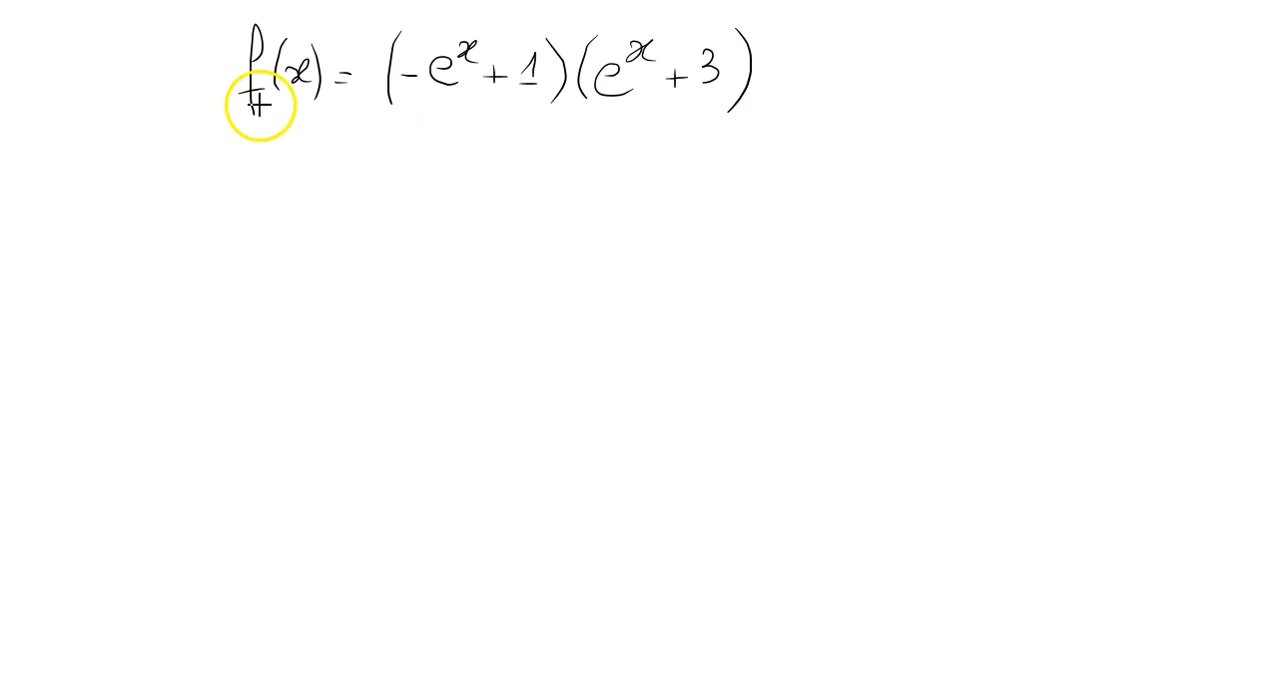 f(x) = (-e^x + 1)(e^x + 3)